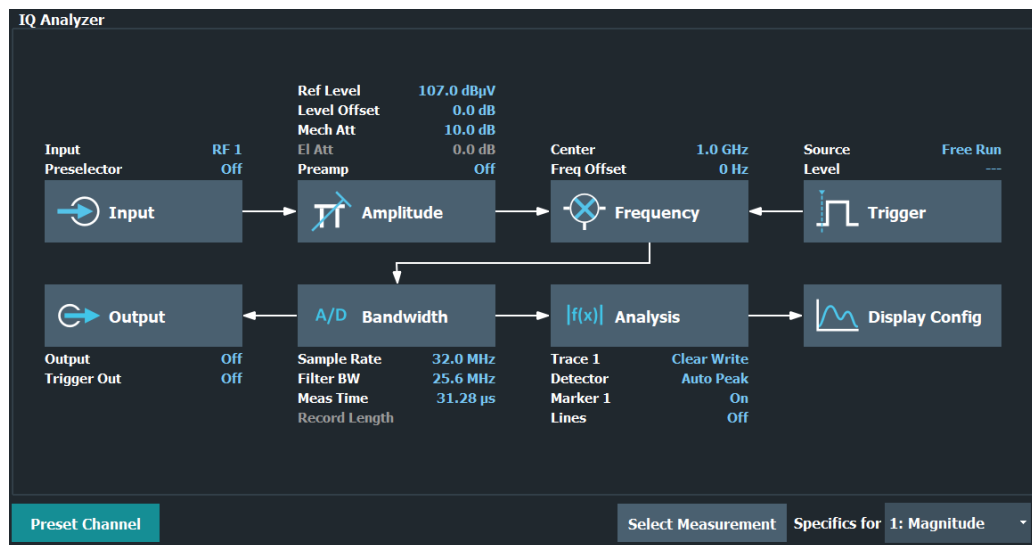 IQ Analyzer
Ref Level 107.0 dBµV
Level Offset 0.0 dB
Mech Att 10.0 dB
Input RF 1 El Att 0.0 dB Center 1.0 GHz Source Free Run
Preselector Off Preamp Off Freq Offset 0 Hz Level ---
Input Amplitude Frequency Trigger
Output A/D Bandwidth |f(x)| Analysis Display Config
Output Off Sample Rate 32.0 MHz Trace 1 Clear Write
Trigger Out Off Filter BW 25.6 MHz Detector Auto Peak
Meas Time 31.28 µs Marker 1 On
Record Length Lines Off
Preset Channel Select Measurement Specifics for 1: Magnitude